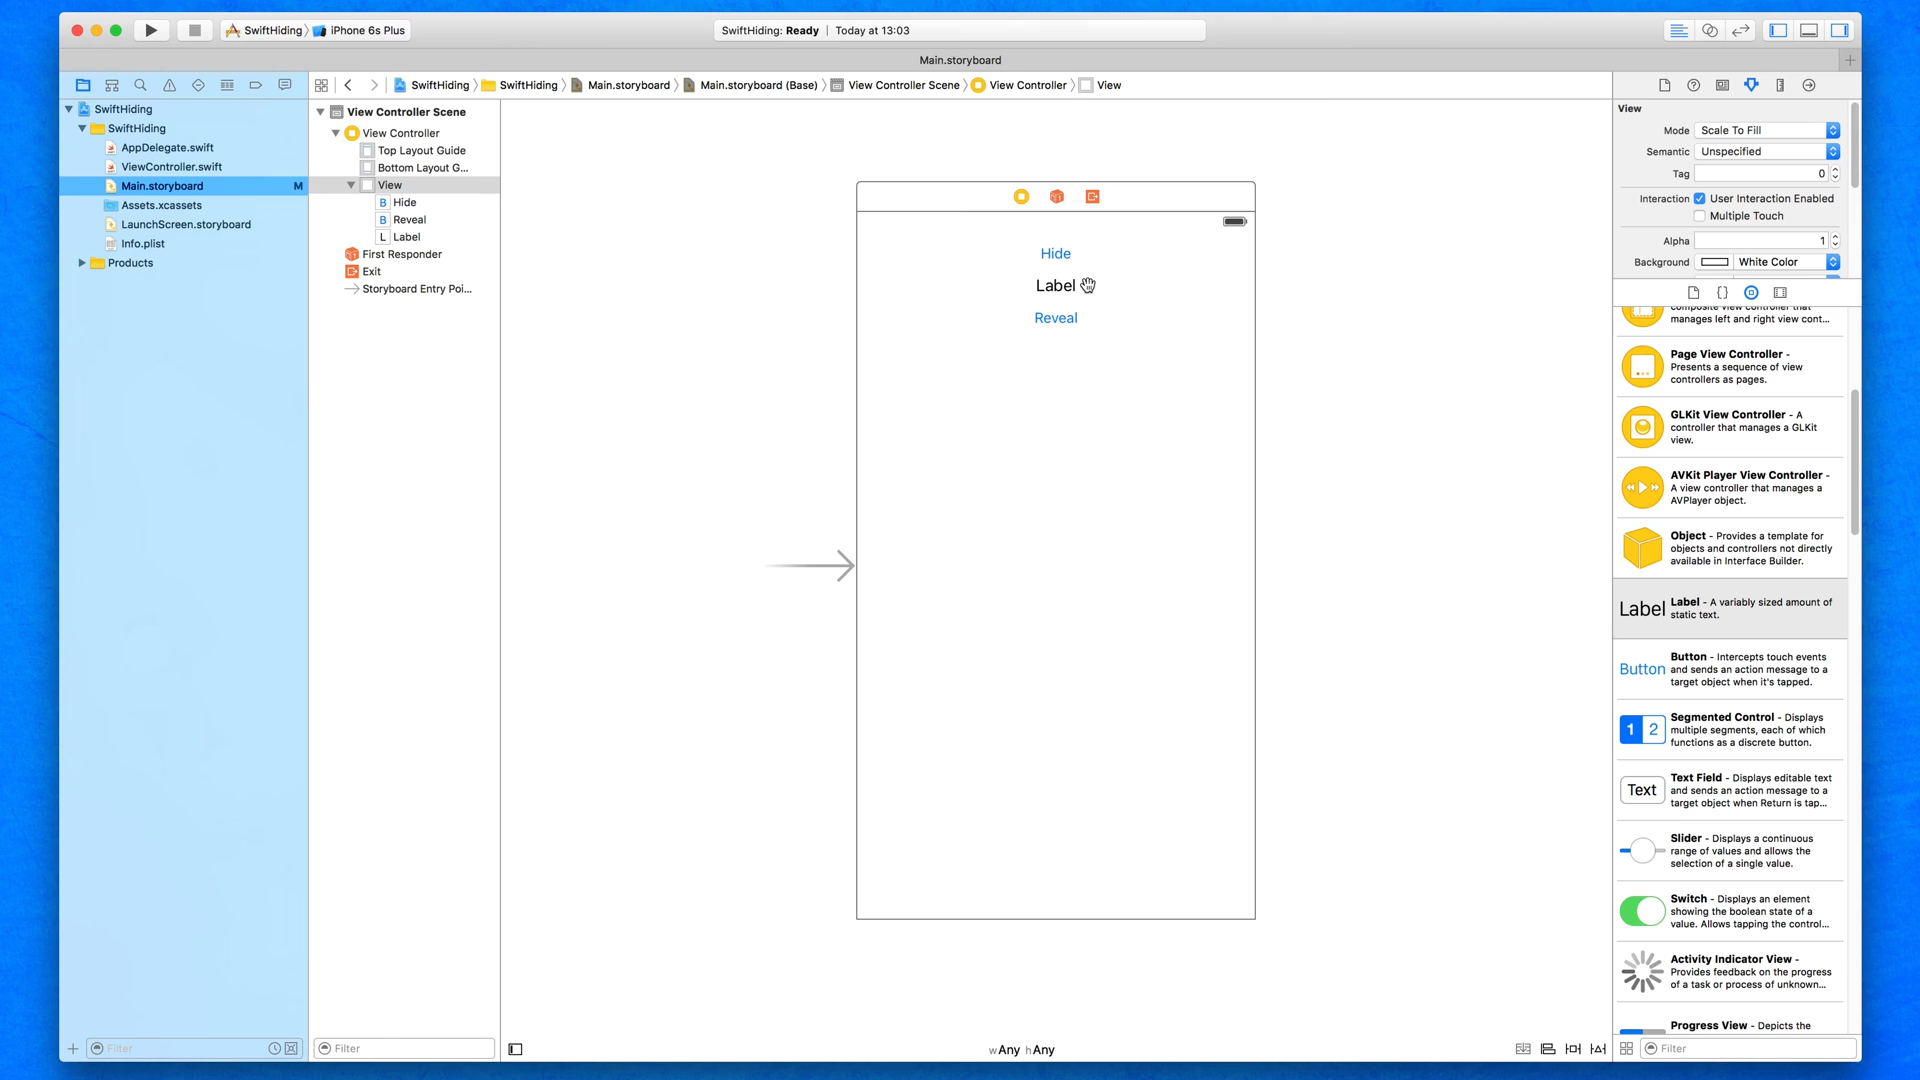 SwiftHiding iPhone 6s Plus
SwiftHiding: Ready | Today at 13:03
Main.storyboard
SwiftHiding SwiftHiding Main.storyboard Main.storyboard (Base) View Controller Scene View Controller View
SwiftHiding
SwiftHiding
AppDelegate.swift
ViewController.swift
Main.storyboard M
Assets.xcassets
LaunchScreen.storyboard
Info.plist
Products
Filter
View Controller Scene
View Controller
Top Layout Guide
Bottom Layout G...
View
B Hide
B Reveal
L Label
First Responder
Exit
Storyboard Entry Poi...
Filter
Hide
Label
Reveal
wAny hAny
View
Mode Scale To Fill
Semantic Unspecified
Tag 0
Interaction User Interaction Enabled
Multiple Touch
Alpha 1
Background White Color
manages left and right view cont...
Page View Controller -
Presents a sequence of view
controllers as pages.
GLKit View Controller - A
controller that manages a GLKit
view.
AVKit Player View Controller -
A view controller that manages a
AVPlayer object.
Object - Provides a template for
objects and controllers not directly
available in Interface Builder.
Label
Label - A variably sized amount of
static text.
Button
Button - Intercepts touch events
and sends an action message to a
target object when it's tapped.
1 2
Segmented Control - Displays
multiple segments, each of which
functions as a discrete button.
Text
Text Field - Displays editable text
and sends an action message to a
target object when Return is tap...
Slider - Displays a continuous
range of values and allows the
selection of a single value.
Switch - Displays an element
showing the boolean state of a
value. Allows tapping the control...
Activity Indicator View -
Provides feedback on the progress
of a task or process of unknown...
Progress View - Depicts the
Filter